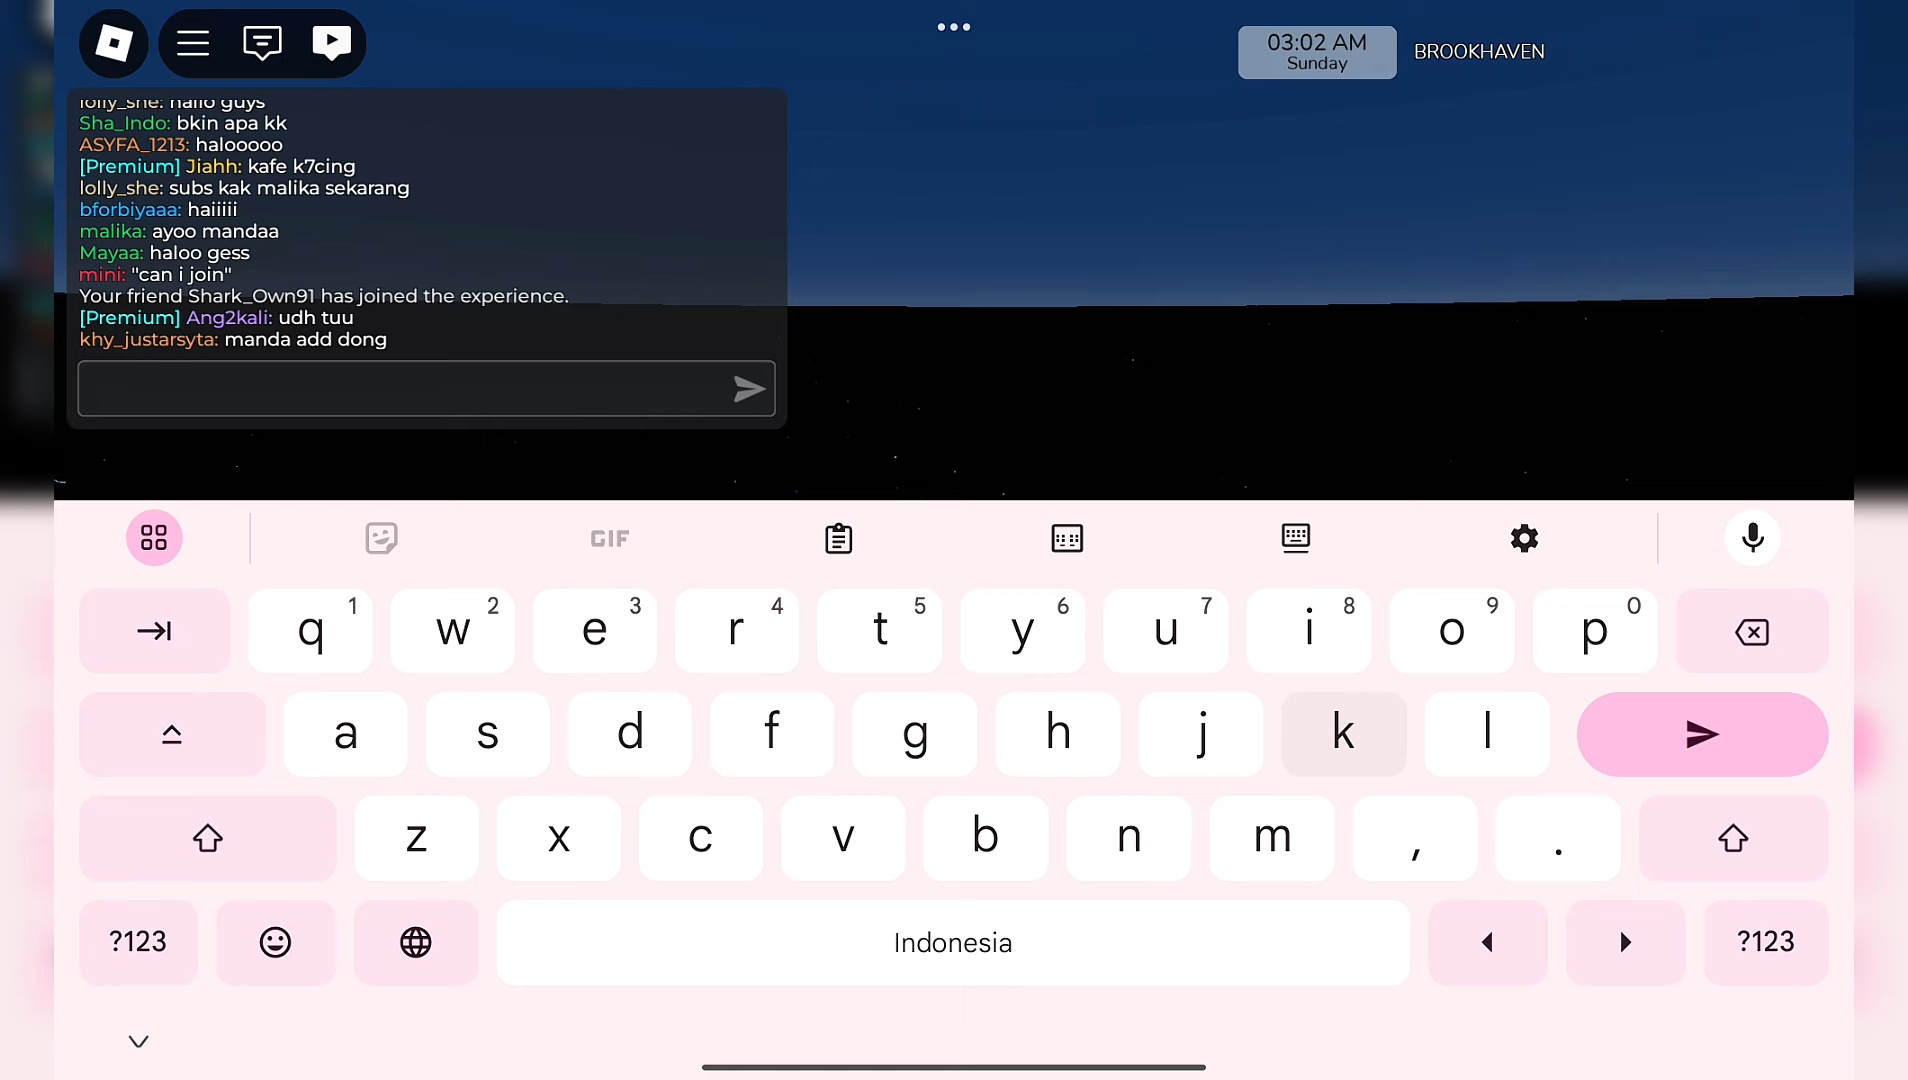 03:02 AM
Sunday
BROOKHAVEN
lolly_she: hallo guys
Sha_Indo: bkin apa kk
ASYFA_1213: halooooo
[Premium] Jiahh: kafe k7cing
lolly_she: subs kak malika sekarang
bforbiyaaa: haiiiii
malika: ayoo mandaa
Mayaa: haloo gess
mini: "can i join"
Your friend Shark_Own91 has joined the experience.
[Premium] Ang2kali: udh tuu
khy_justarsyta: manda add dong
GIF
q 1 w 2 e 3 r 4 t 5 y 6 u 7 i 8 o 9 p 0
a s d f g h j k l
z x c v b n m , .
?123 Indonesia ?123